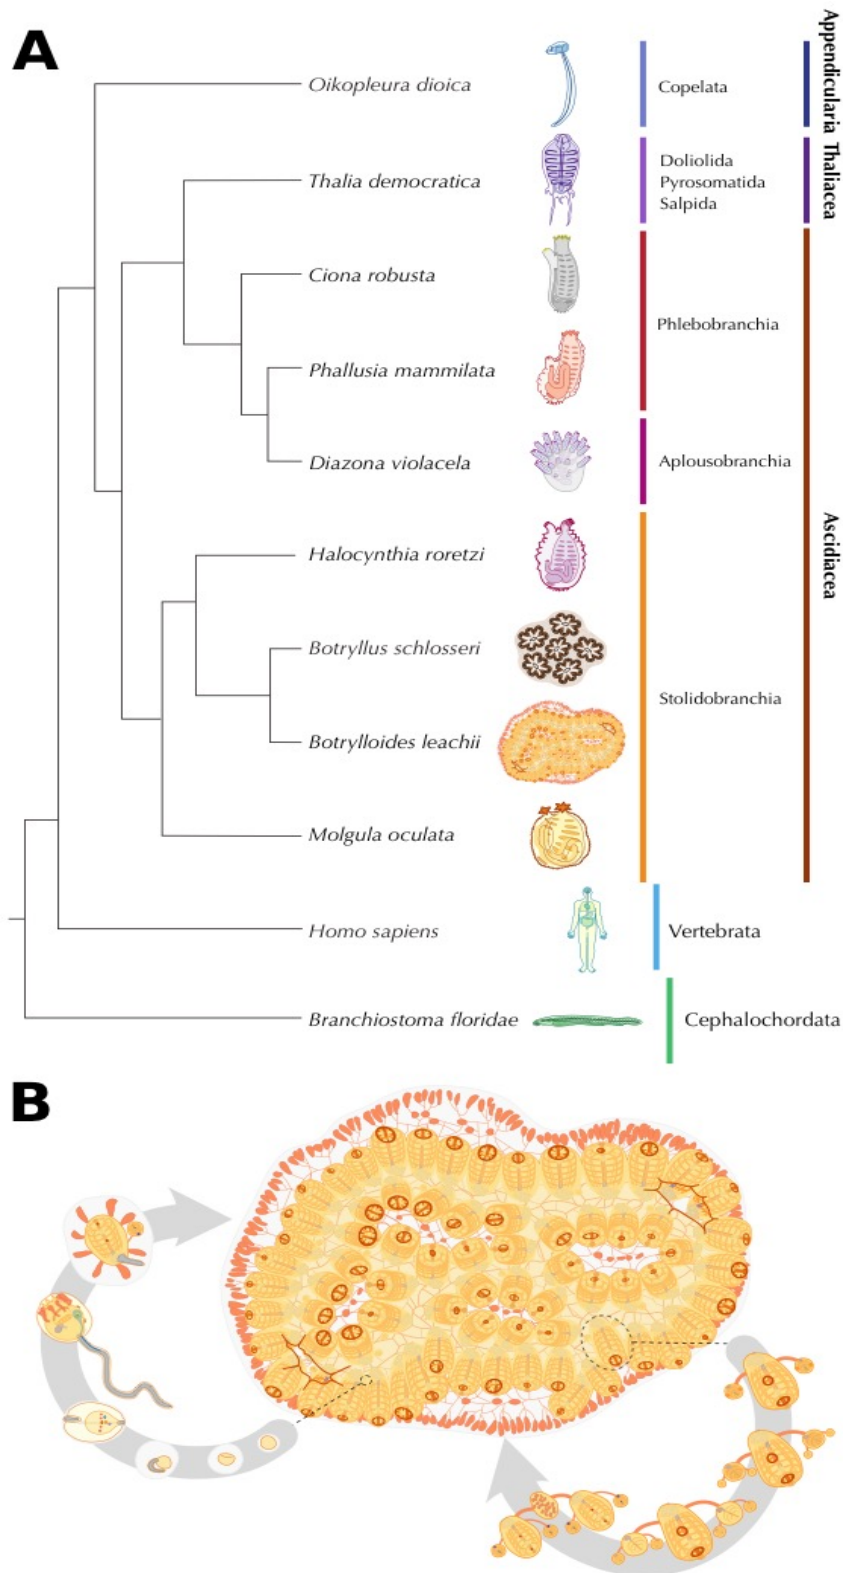 A
Oikopleura dioica
Copelata
Appendicularia
Thalia democratica
Doliolida
Pyrosomatida
Salpida
Thaliacea
Ciona robusta
Phlebobranchia
Phallusia mammilata
Diazona violacela
Aplousobranchia
Ascidiacea
Halocynthia roretzi
Botryllus schlosseri
Stolidobranchia
Botrylloides leachii
Molgula oculata
Homo sapiens
Vertebrata
Branchiostoma floridae
Cephalochordata
B